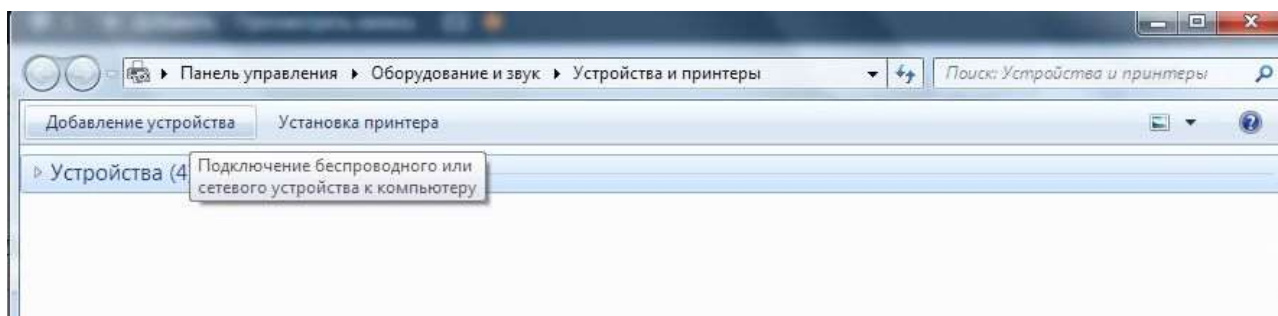 Панель управления ▸ Оборудование и звук ▸ Устройства и принтеры
Поиск: Устройства и принтеры
Добавление устройства Установка принтера
Устройства (4
Подключение беспроводного или
сетевого устройства к компьютеру